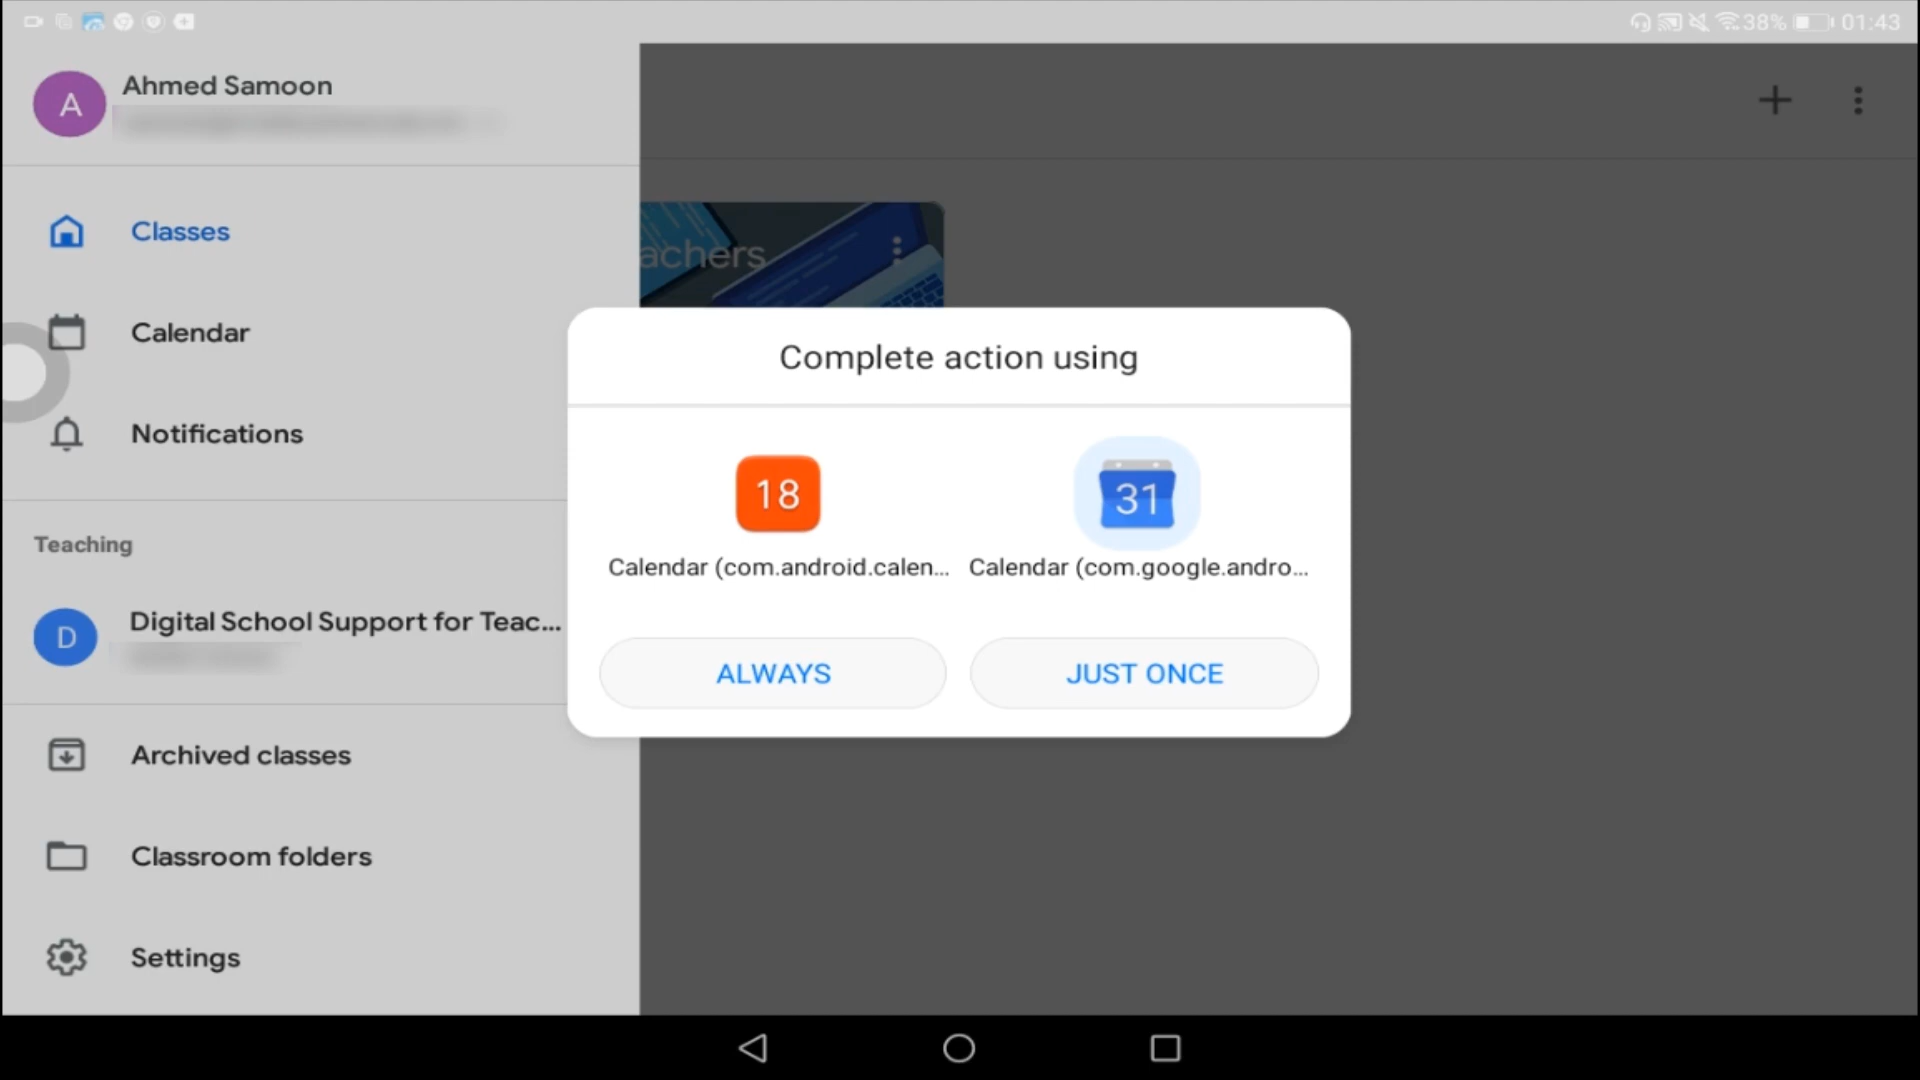 38% 01:43
A
Ahmed Samoon
Classes
Calendar
Notifications
Teaching
D
Digital School Support for Teac...
Archived classes
Classroom folders
Settings
achers
Complete action using
18
31
Calendar (com.android.calen...
Calendar (com.google.andro...
ALWAYS
JUST ONCE